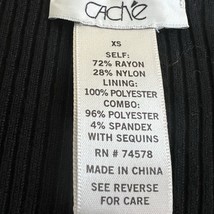 Caché
XS
SELF:
72% RAYON
28% NYLON
LINING:
100% POLYESTER
COMBO:
96% POLYESTER
4% SPANDEX
WITH SEQUINS
RN # 74578
MADE IN CHINA
SEE REVERSE
FOR CARE